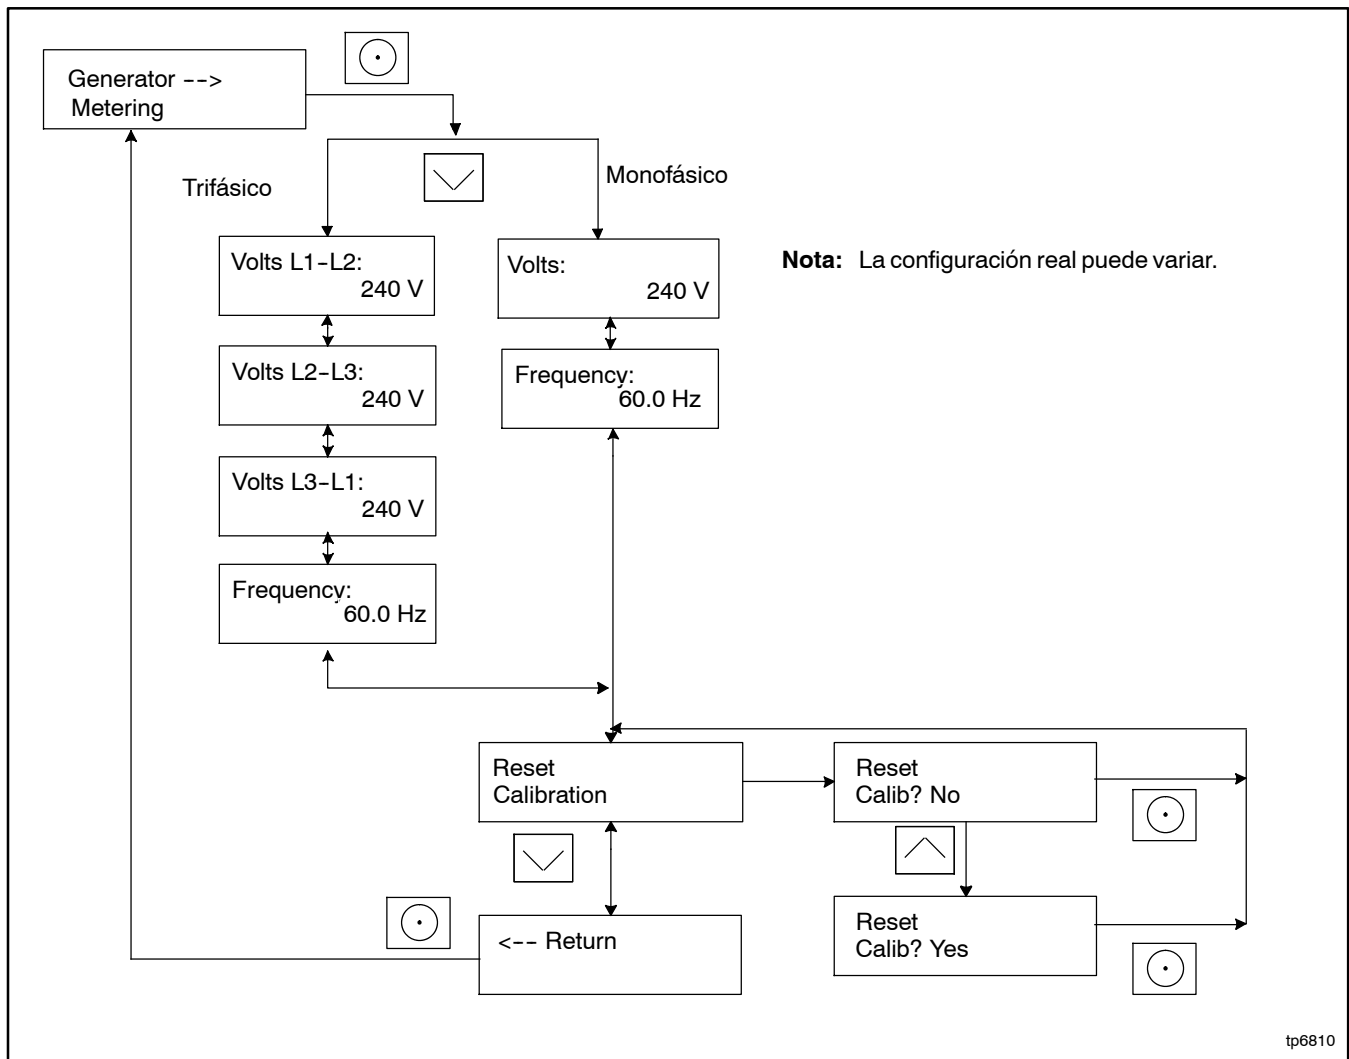 Generator -->
Metering
Trifásico
Monofásico
Volts L1-L2:
240 V
Volts:
240 V
Nota: La configuración real puede variar.
Volts L2-L3:
240 V
Frequency:
60.0 Hz
Volts L3-L1:
240 V
Frequency:
60.0 Hz
Reset
Calibration
Reset
Calib? No
<-- Return
Reset
Calib? Yes
tp6810